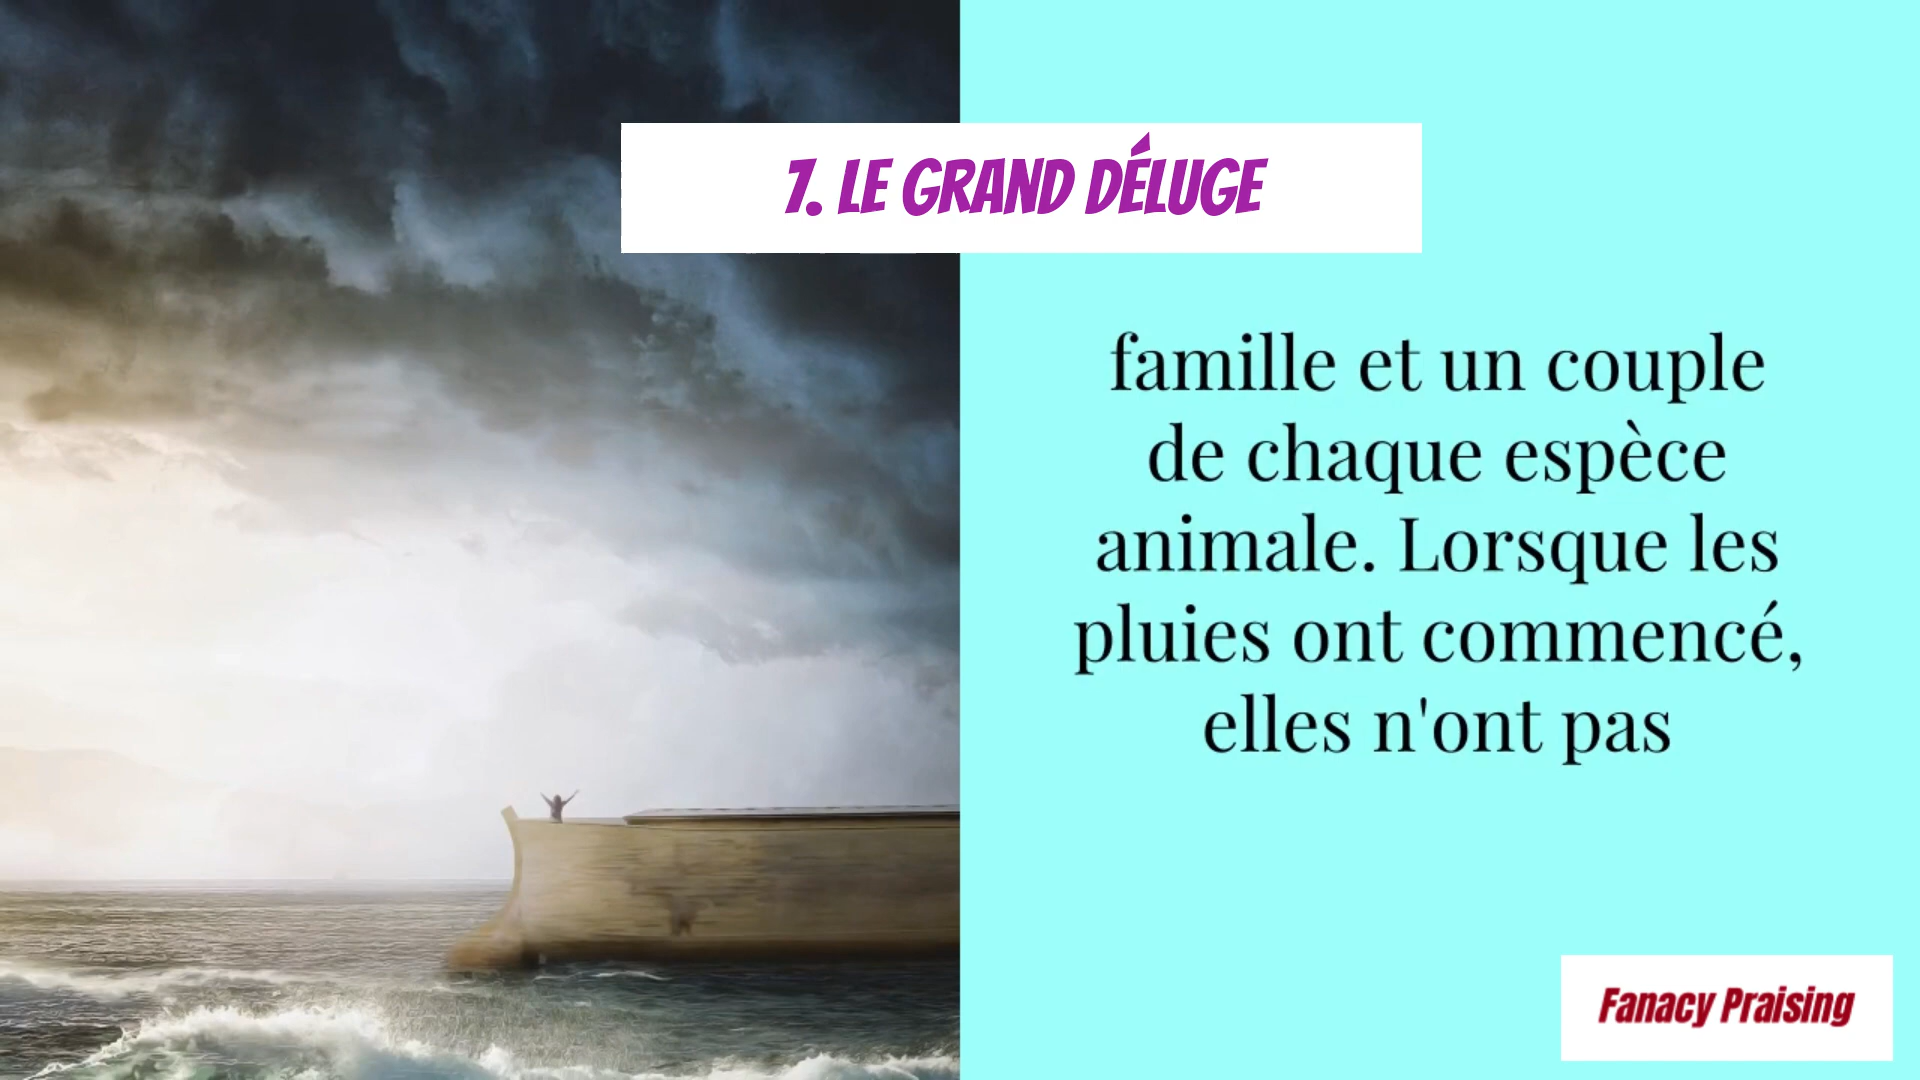 7. LE GRAND DÉLUGE
famille et un couple
de chaque espèce
animale. Lorsque les
pluies ont commencé,
elles n'ont pas
Fanacy Praising